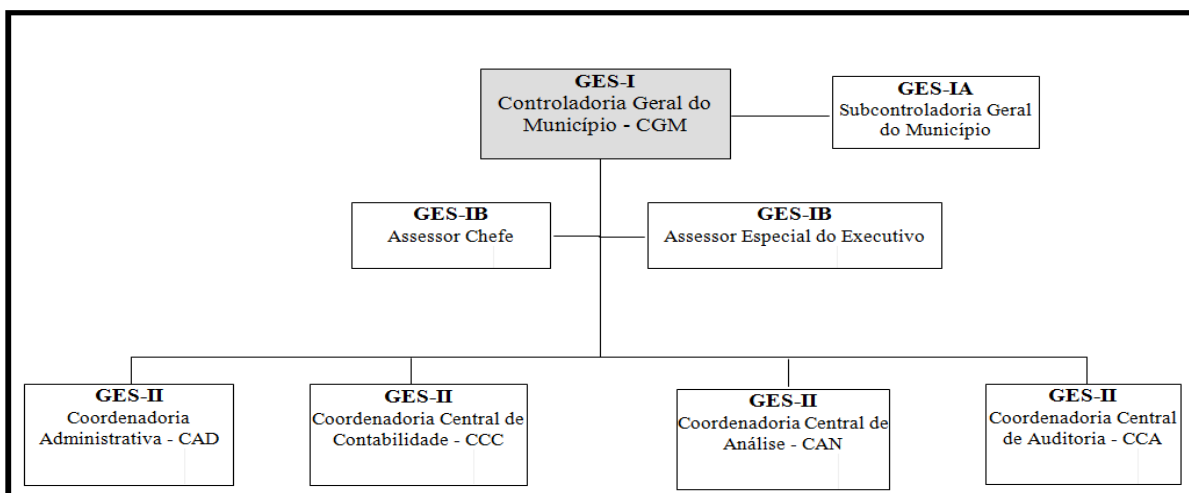 GES-I
Controladoria Geral do
Município - CGM
GES-IA
Subcontroladoria Geral
do Município
GES-IB
Assessor Chefe
GES-IB
Assessor Especial do Executivo
GES-II
Coordenadoria
Administrativa - CAD
GES-II
Coordenadoria Central de
Contabilidade - CCC
GES-II
Coordenadoria Central de
Análise - CAN
GES-II
Coordenadoria Central
de Auditoria - CCA